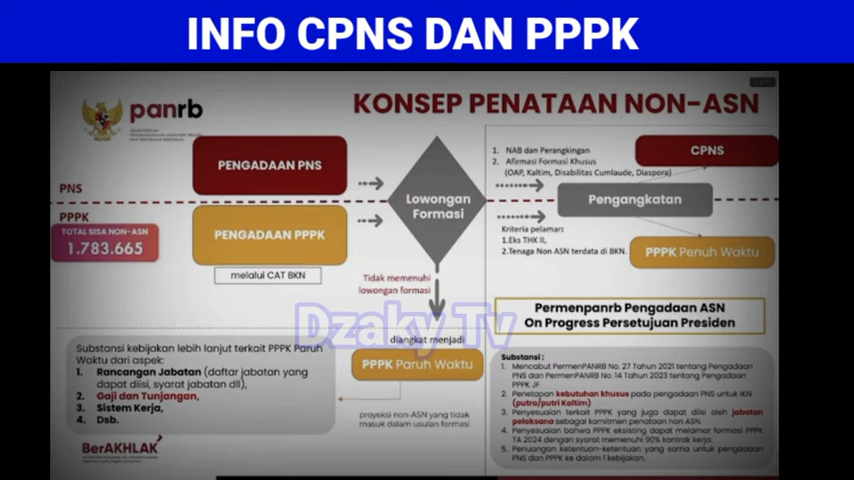 INFO CPNS DAN PPPK
panrb
KONSEP PENATAAN NON-ASN
PENGADAAN PNS
PNS
PPPK
TOTAL SISA NON-ASN
1.783.665
PENGADAAN PPPK
melalui CAT BKN
Lowongan
Formasi
1. NAB dan Perangkingan
2. Afirmasi Formasi Khusus
(OAP, Kaltim, Disabilitas Cumlaude, Diaspora)
CPNS
Pengangkatan
Kriteria pelamar:
1.Eks THK II,
2.Tenaga Non ASN terdata di BKN.
PPPK Penuh Waktu
Tidak memenuhi
lowongan formasi
Dzaky.Tv
diangkat menjadi
PPPK Paruh Waktu
proyeksi non-ASN yang tidak
masuk dalam usulan formasi
Substansi kebijakan lebih lanjut terkait PPPK Paruh
Waktu dari aspek:
1. Rancangan Jabatan (daftar jabatan yang
dapat diisi, syarat jabatan dll),
2. Gaji dan Tunjangan,
3. Sistem Kerja,
4. Dsb.
BerAKHLAK
Permenpanrb Pengadaan ASN
On Progress Persetujuan Presiden
Substansi :
1. Mencabut PermenPANRB No. 27 Tahun 2021 tentang Pengadaan
PNS dan PermenPANRB No. 14 Tahun 2023 tentang Pengadaan
PPPK JF
2. Penetapan kebutuhan khusus pada pengadaan PNS untuk IKN
(putra/putri Kaltim)
3. Penyesuaian terkait PPPK yang juga dapat diisi oleh jabatan
pelaksana sebagai komitmen penataan non ASN.
4. Penyesuaian bahwa PPPK eksisting dapat melamar formasi PPPK
TA 2024 dengan syarat memenuhi 90% kontrak kerja.
5. Penuangan ketentuan-ketentuan yang sama untuk pengadaan
PNS dan PPPK ke dalam 1 kebijakan.